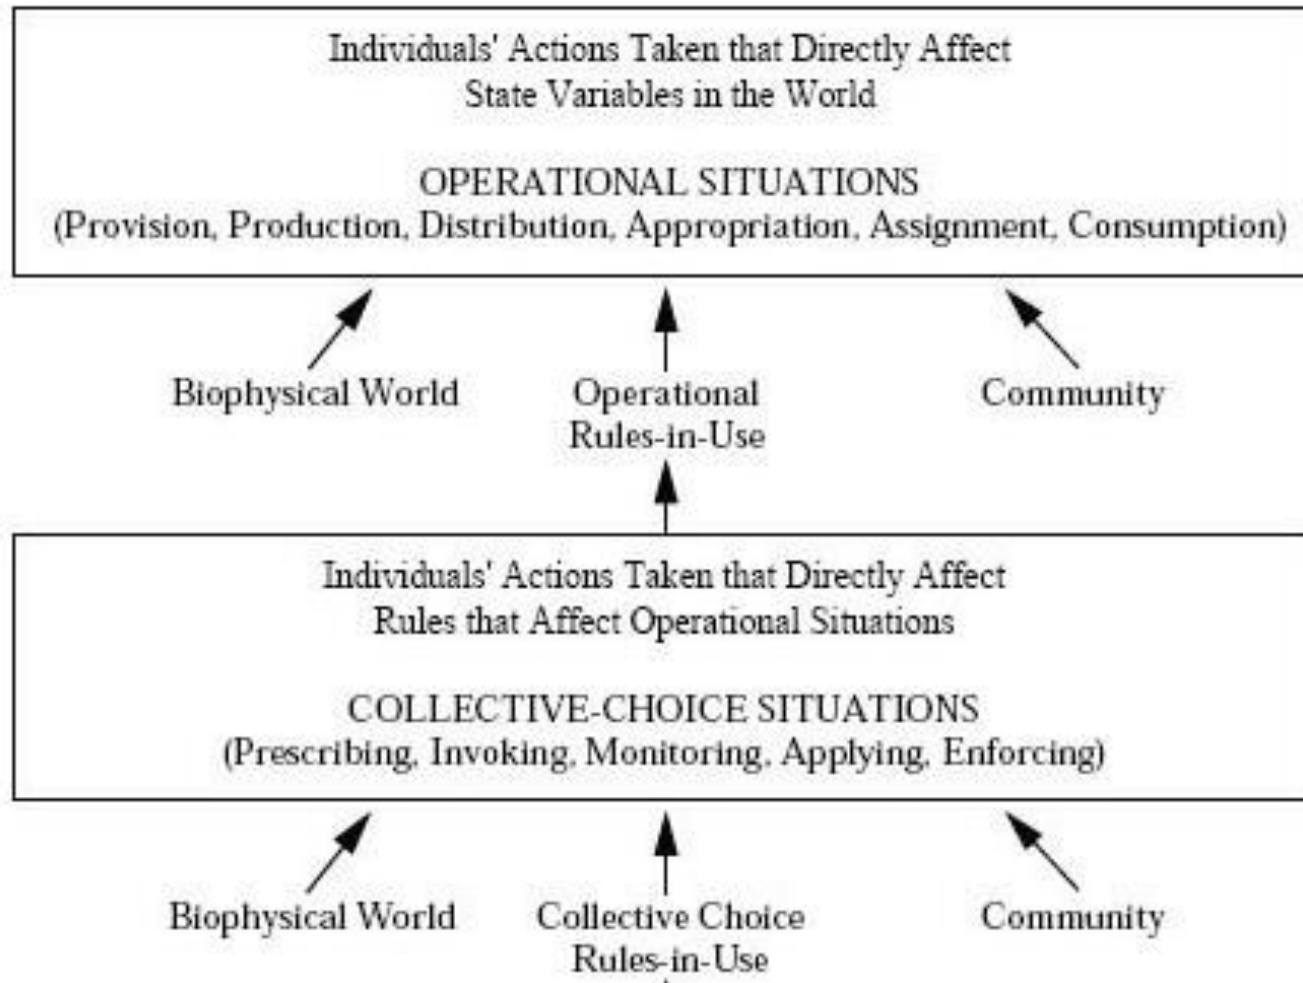 Individuals' Actions Taken that Directly Affect
State Variables in the World
OPERATIONAL SITUATIONS
(Provision, Production, Distribution, Appropriation, Assignment, Consumption)
Biophysical World
Operational
Rules-in-Use
Community
Individuals' Actions Taken that Directly Affect
Rules that Affect Operational Situations
COLLECTIVE-CHOICE SITUATIONS
(Prescribing, Invoking, Monitoring, Applying, Enforcing)
Biophysical World
Collective Choice
Rules-in-Use
Community